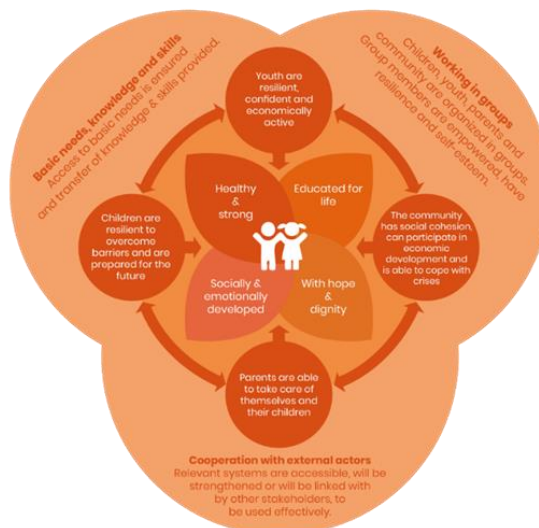 Basic needs, knowledge and skills
Access to basic needs is ensured
and transfer of knowledge & skills provided.
Working in groups
Children, youth, parents and
community are organized in groups.
Group members are empowered, have
resilience and self-esteem.
Youth are
resilient,
confident and
economically
active
Healthy
&
strong
Educated for
life
Children are
resilient to
overcome
barriers and are
prepared for the
future
The community
has social cohesion,
can participate in
economic
development and
is able to cope with
crises
Socially &
emotionally
developed
With hope
&
dignity
Parents are able
to take care of
themselves and
their children
Cooperation with external actors
Relevant systems are accessible, will be
strengthened or will be linked with
by other stakeholders, to
be used effectively.